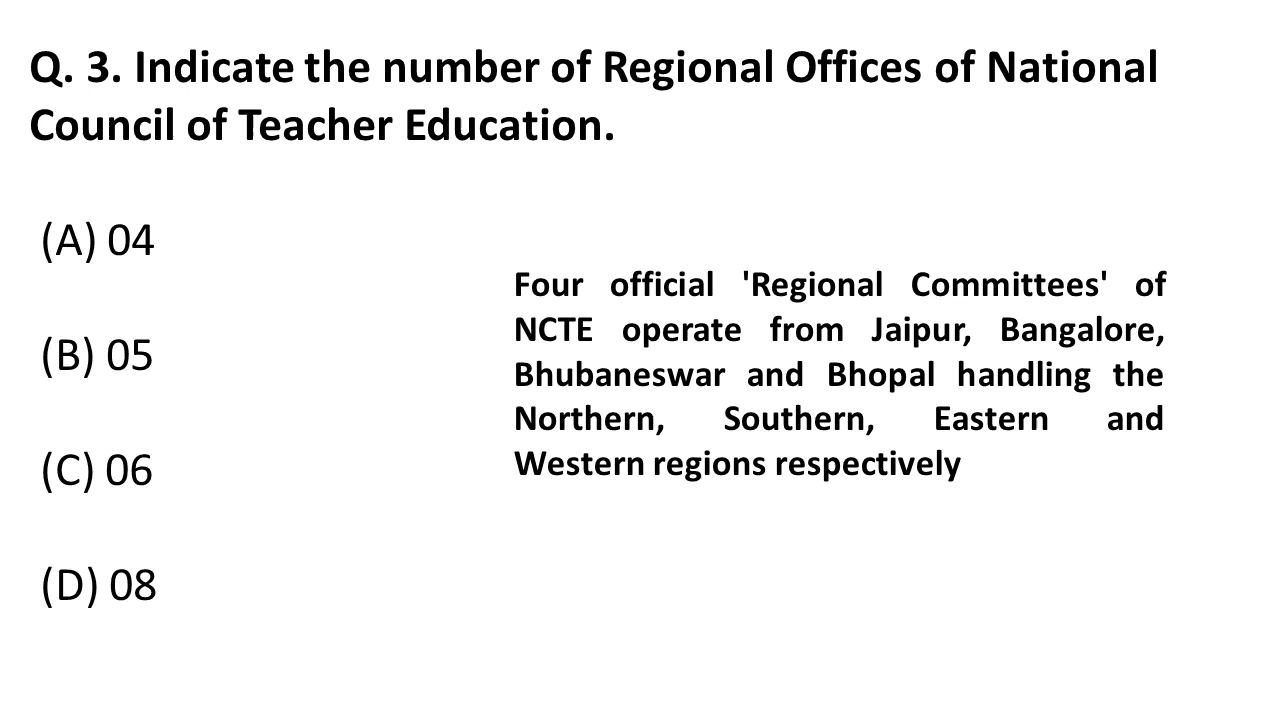 Q. 3. Indicate the number of Regional Offices of National
Council of Teacher Education.
(A) 04
(B) 05
(C) 06
(D) 08
Four official 'Regional Committees' of
NCTE operate from Jaipur, Bangalore,
Bhubaneswar and Bhopal handling the
Northern, Southern, Eastern and
Western regions respectively